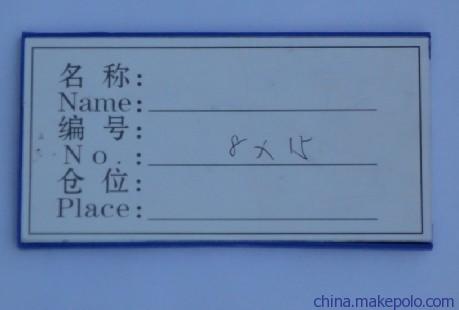 名 称:
Name:
编 号:
No.: 8 x 15
仓 位:
Place:
china.makepolo.com